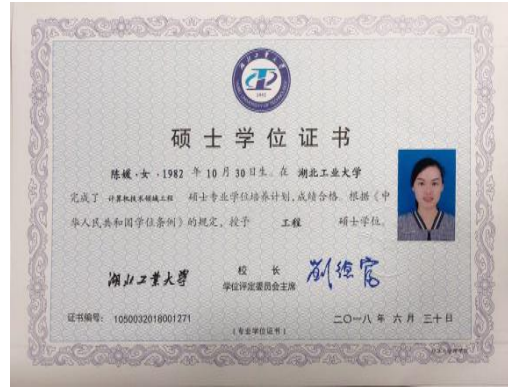 硕士学位证书
陈媛,女,1982 年 10 月 30 日生。在 湖北工业大学
完成了 计算机技术领域工程 硕士专业学位培养计划,成绩合格。根据《中
华人民共和国学位条例》的规定,授予 工程 硕士学位。
湖北工業大學
校 长
学位评定委员会主席
证书编号: 1050032018001271
二〇一八 年 六 月 三十 日
(专业学位证书)